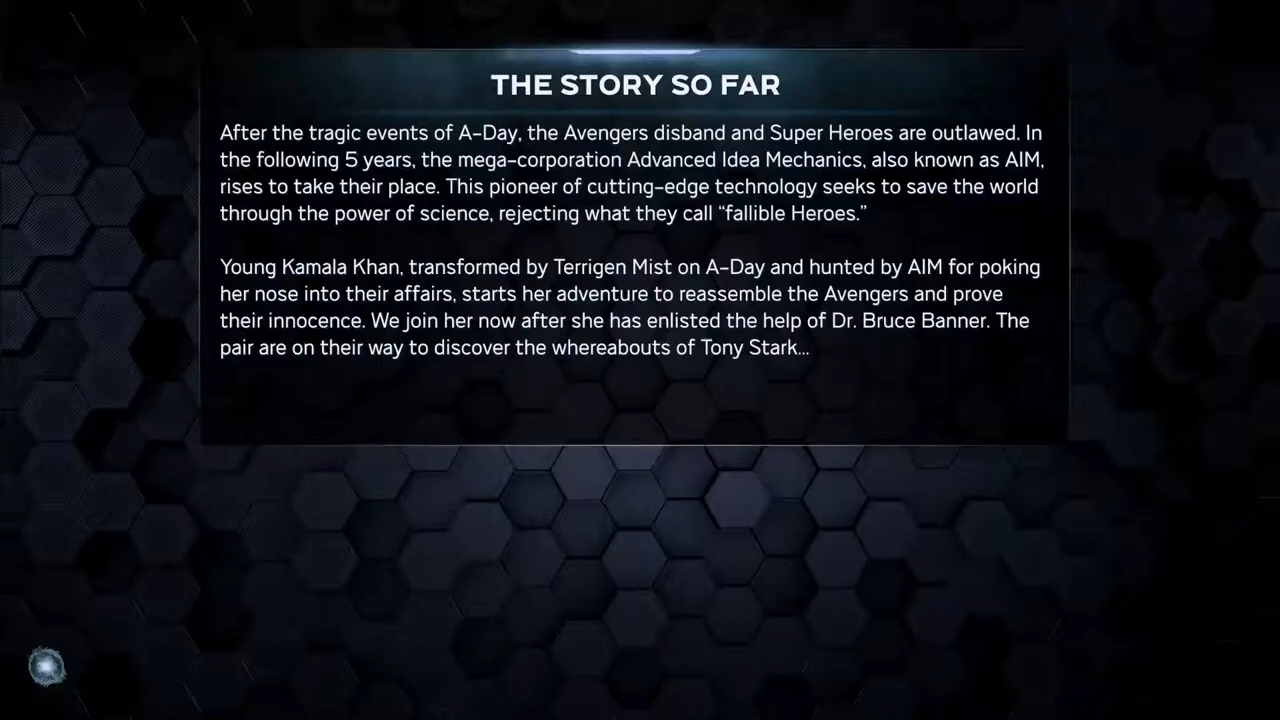 THE STORY SO FAR
After the tragic events of A-Day, the Avengers disband and Super Heroes are outlawed. In
the following 5 years, the mega-corporation Advanced Idea Mechanics, also known as AIM,
rises to take their place. This pioneer of cutting-edge technology seeks to save the world
through the power of science, rejecting what they call “fallible Heroes.”
Young Kamala Khan, transformed by Terrigen Mist on A-Day and hunted by AIM for poking
her nose into their affairs, starts her adventure to reassemble the Avengers and prove
their innocence. We join her now after she has enlisted the help of Dr. Bruce Banner. The
pair are on their way to discover the whereabouts of Tony Stark...